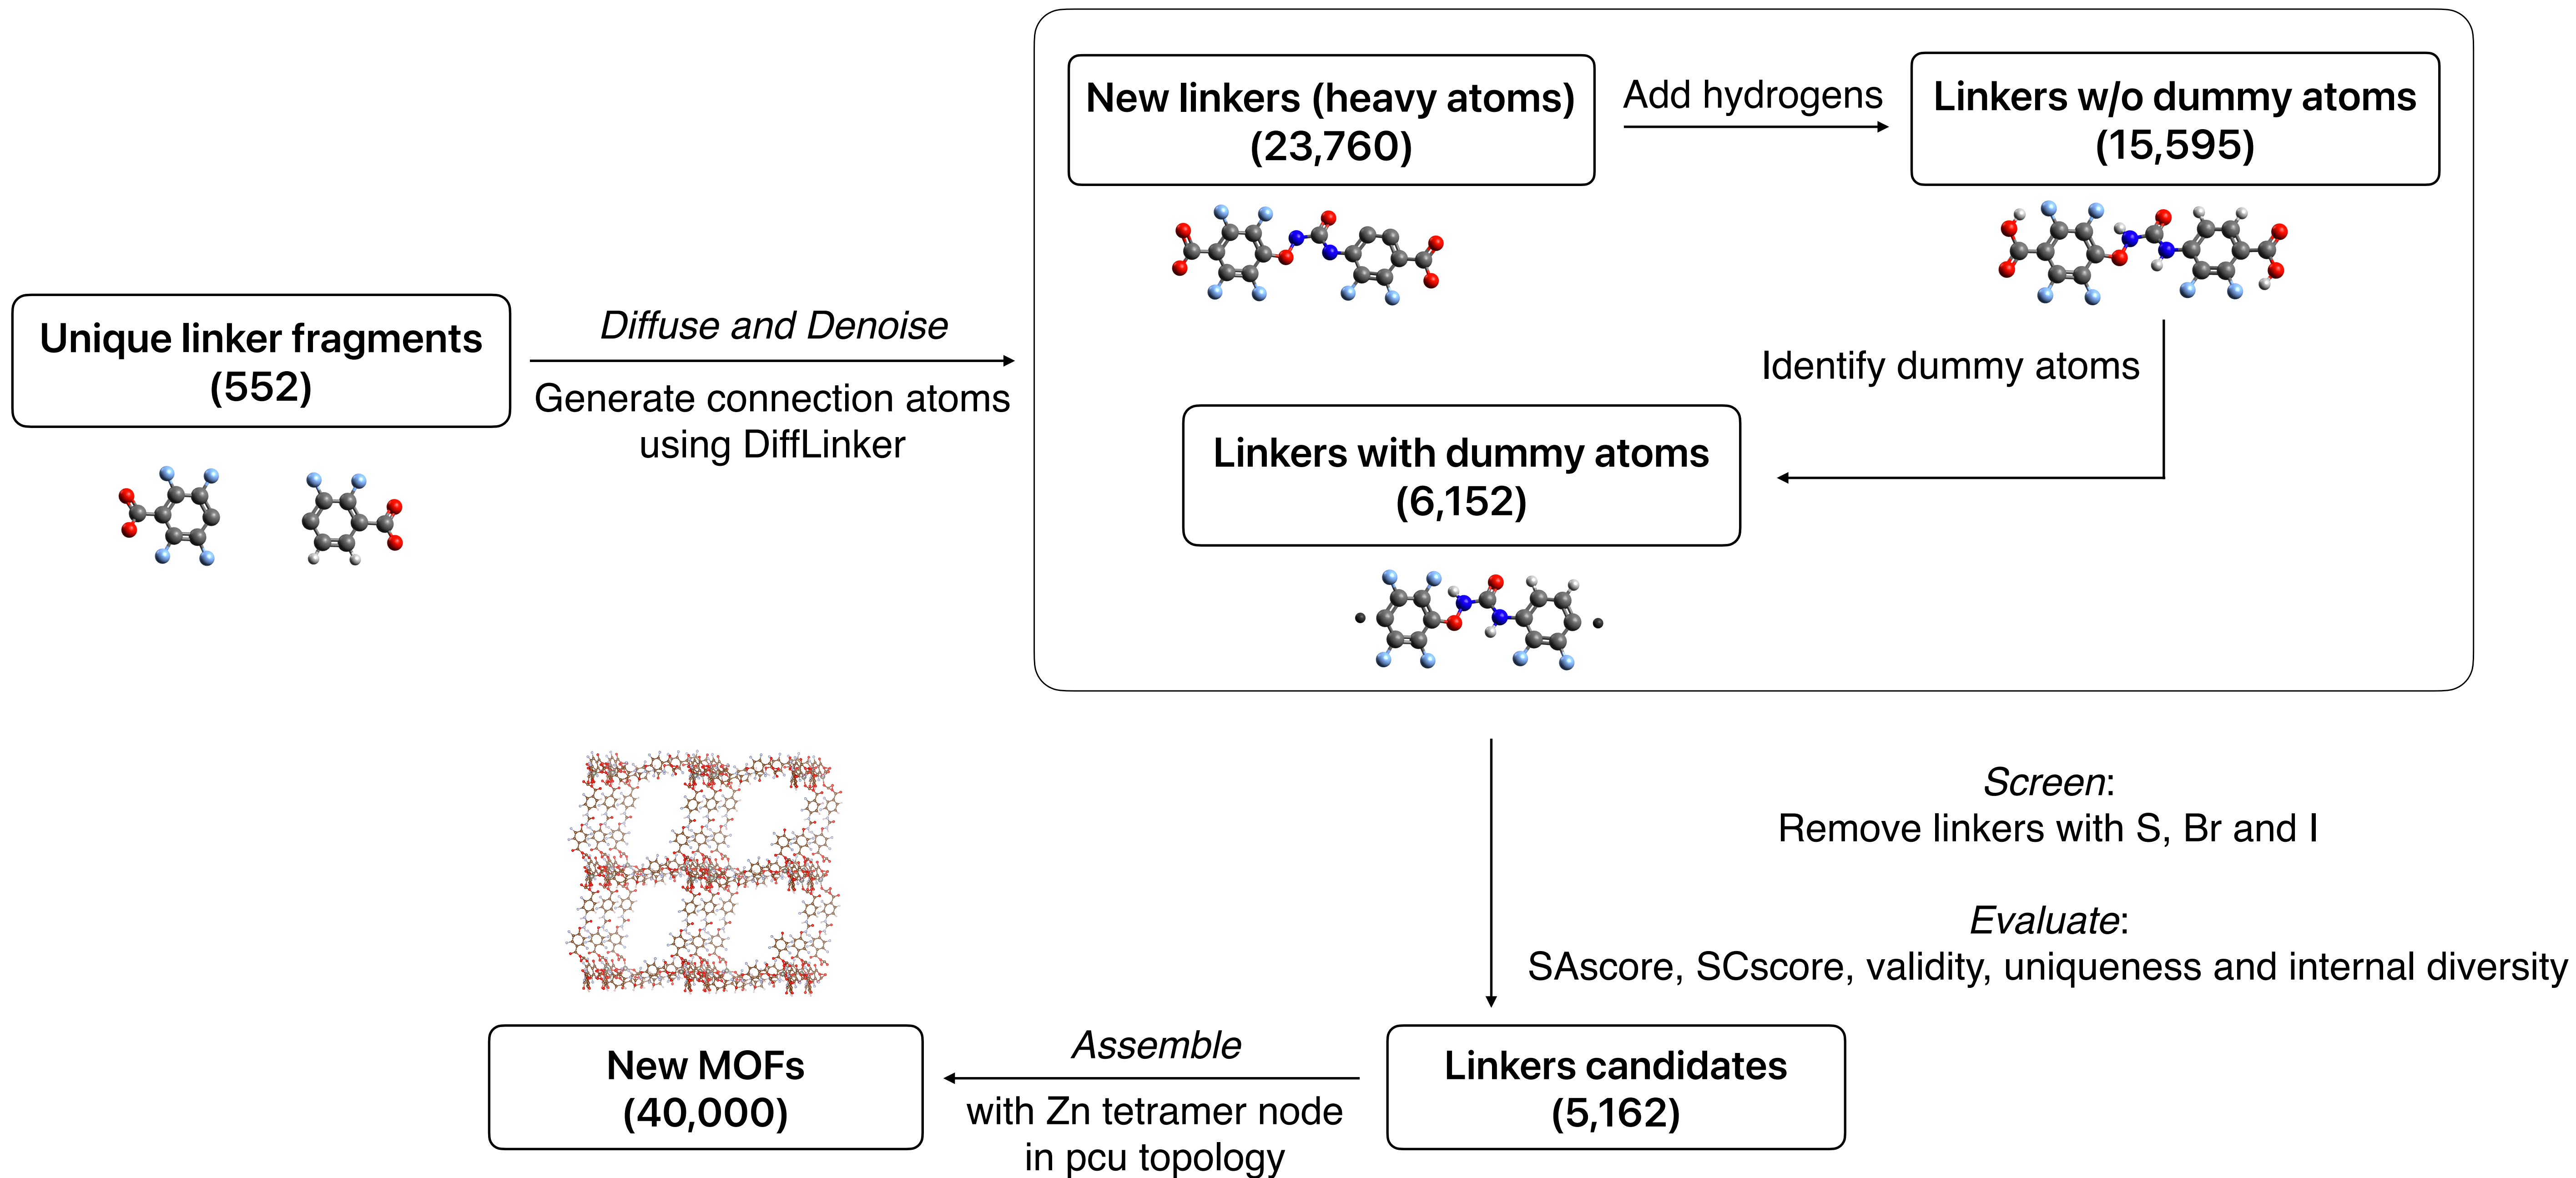 Unique linker fragments
(552)
Diffuse and Denoise
Generate connection atoms
using DiffLinker
New linkers (heavy atoms)
(23,760)
Add hydrogens
Linkers w/o dummy atoms
(15,595)
Identify dummy atoms
Linkers with dummy atoms
(6,152)
Screen:
Remove linkers with S, Br and I
Evaluate:
SAscore, SCscore, validity, uniqueness and internal diversity
Linkers candidates
(5,162)
Assemble
with Zn tetramer node
in pcu topology
New MOFs
(40,000)